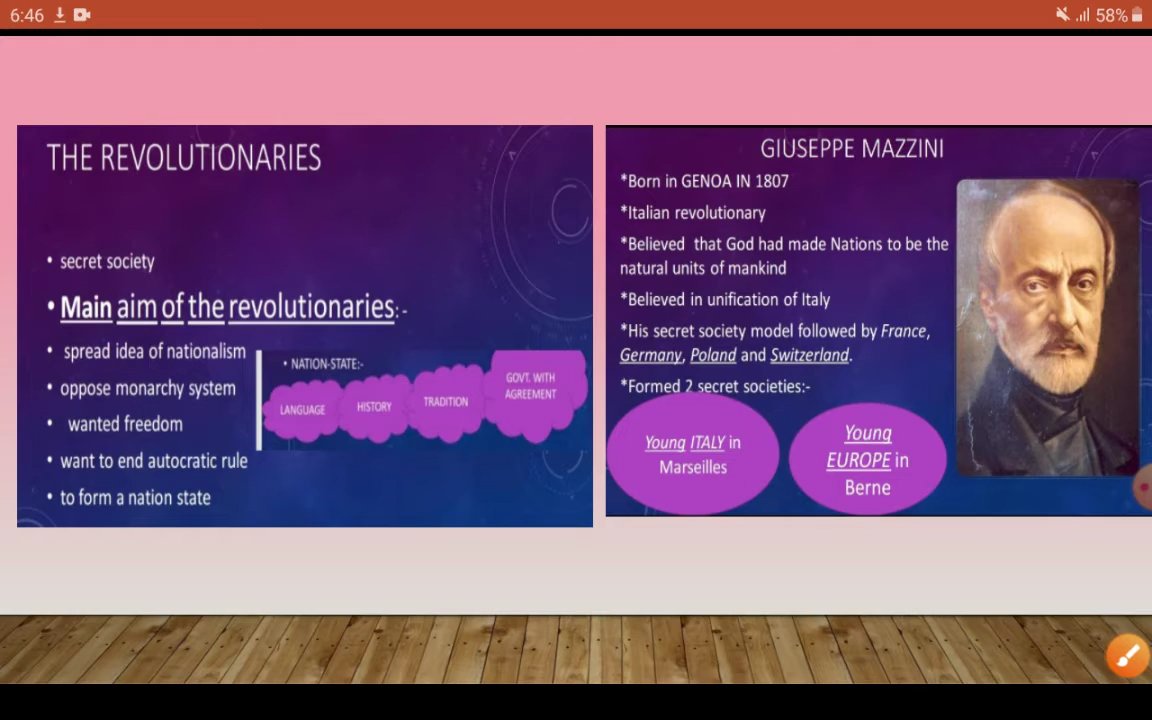 6:46
58%
THE REVOLUTIONARIES
• secret society
• Main aim of the revolutionaries:-
• spread idea of nationalism
• oppose monarchy system
• wanted freedom
• want to end autocratic rule
• to form a nation state
• NATION-STATE:-
LANGUAGE
HISTORY
TRADITION
GOVT. WITH
AGREEMENT
GIUSEPPE MAZZINI
*Born in GENOA IN 1807
*Italian revolutionary
*Believed that God had made Nations to be the
natural units of mankind
*Believed in unification of Italy
*His secret society model followed by France,
Germany, Poland and Switzerland.
*Formed 2 secret societies:-
Young ITALY in
Marseilles
Young
EUROPE in
Berne